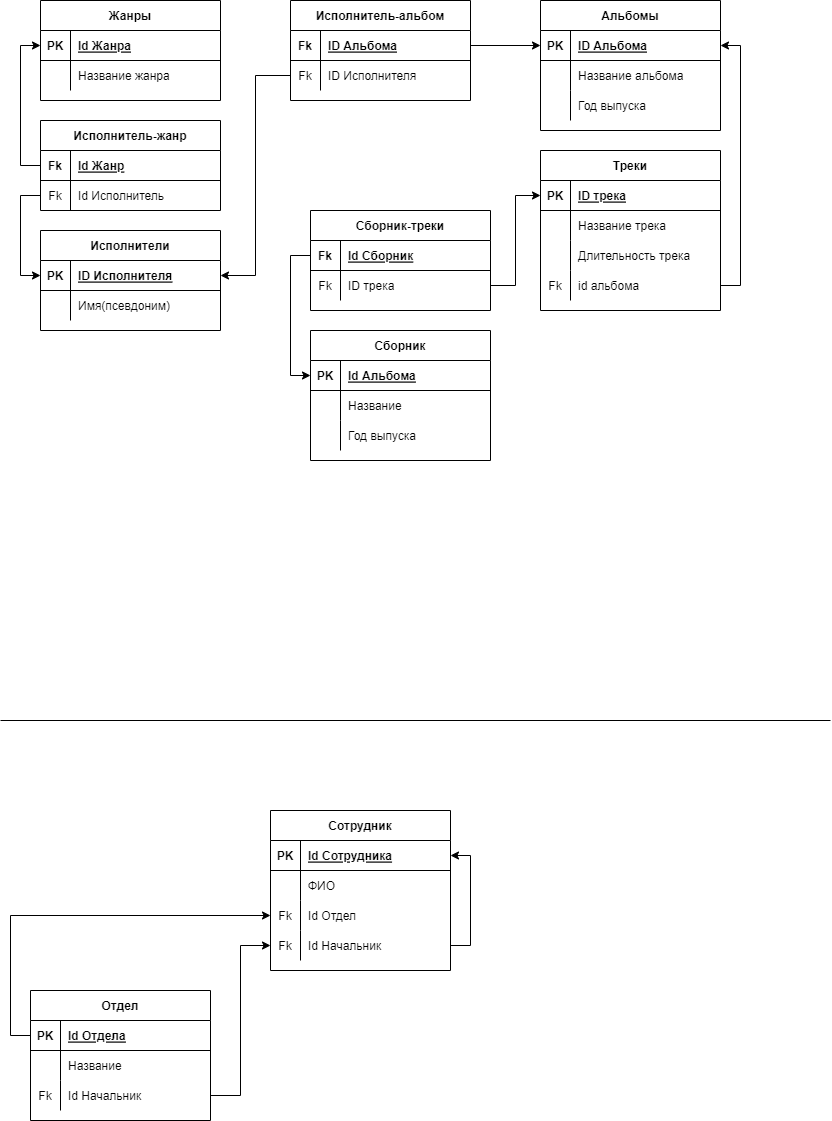 Жанры
PK Id Жанра
Название жанра
Исполнитель-жанр
Fk Id Жанр
Fk Id Исполнитель
Исполнители
PK ID Исполнителя
Имя(псевдоним)
Исполнитель-альбом
Fk ID Альбома
Fk ID Исполнителя
Сборник-треки
Fk Id Сборник
Fk ID трека
Сборник
PK Id Альбома
Название
Год выпуска
Альбомы
PK ID Альбома
Название альбома
Год выпуска
Треки
PK ID трека
Название трека
Длительность трека
Fk id альбома
Сотрудник
PK Id Сотрудника
ФИО
Fk Id Отдел
Fk Id Начальник
Отдел
PK Id Отдела
Название
Fk Id Начальник